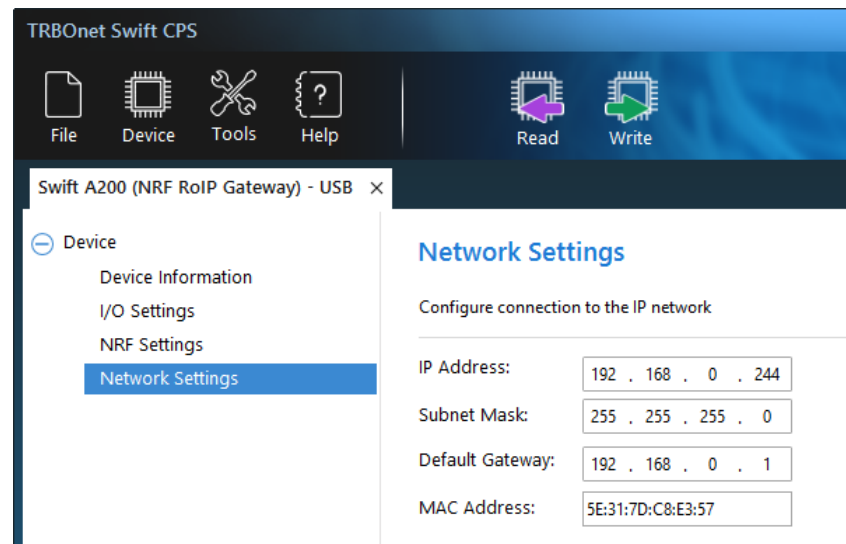 TRBOnet Swift CPS
File Device Tools Help Read Write
Swift A200 (NRF RoIP Gateway) - USB ×
Device
Device Information
I/O Settings
NRF Settings
Network Settings
Network Settings
Configure connection to the IP network
IP Address: 192 . 168 . 0 . 244
Subnet Mask: 255 . 255 . 255 . 0
Default Gateway: 192 . 168 . 0 . 1
MAC Address: 5E:31:7D:C8:E3:57